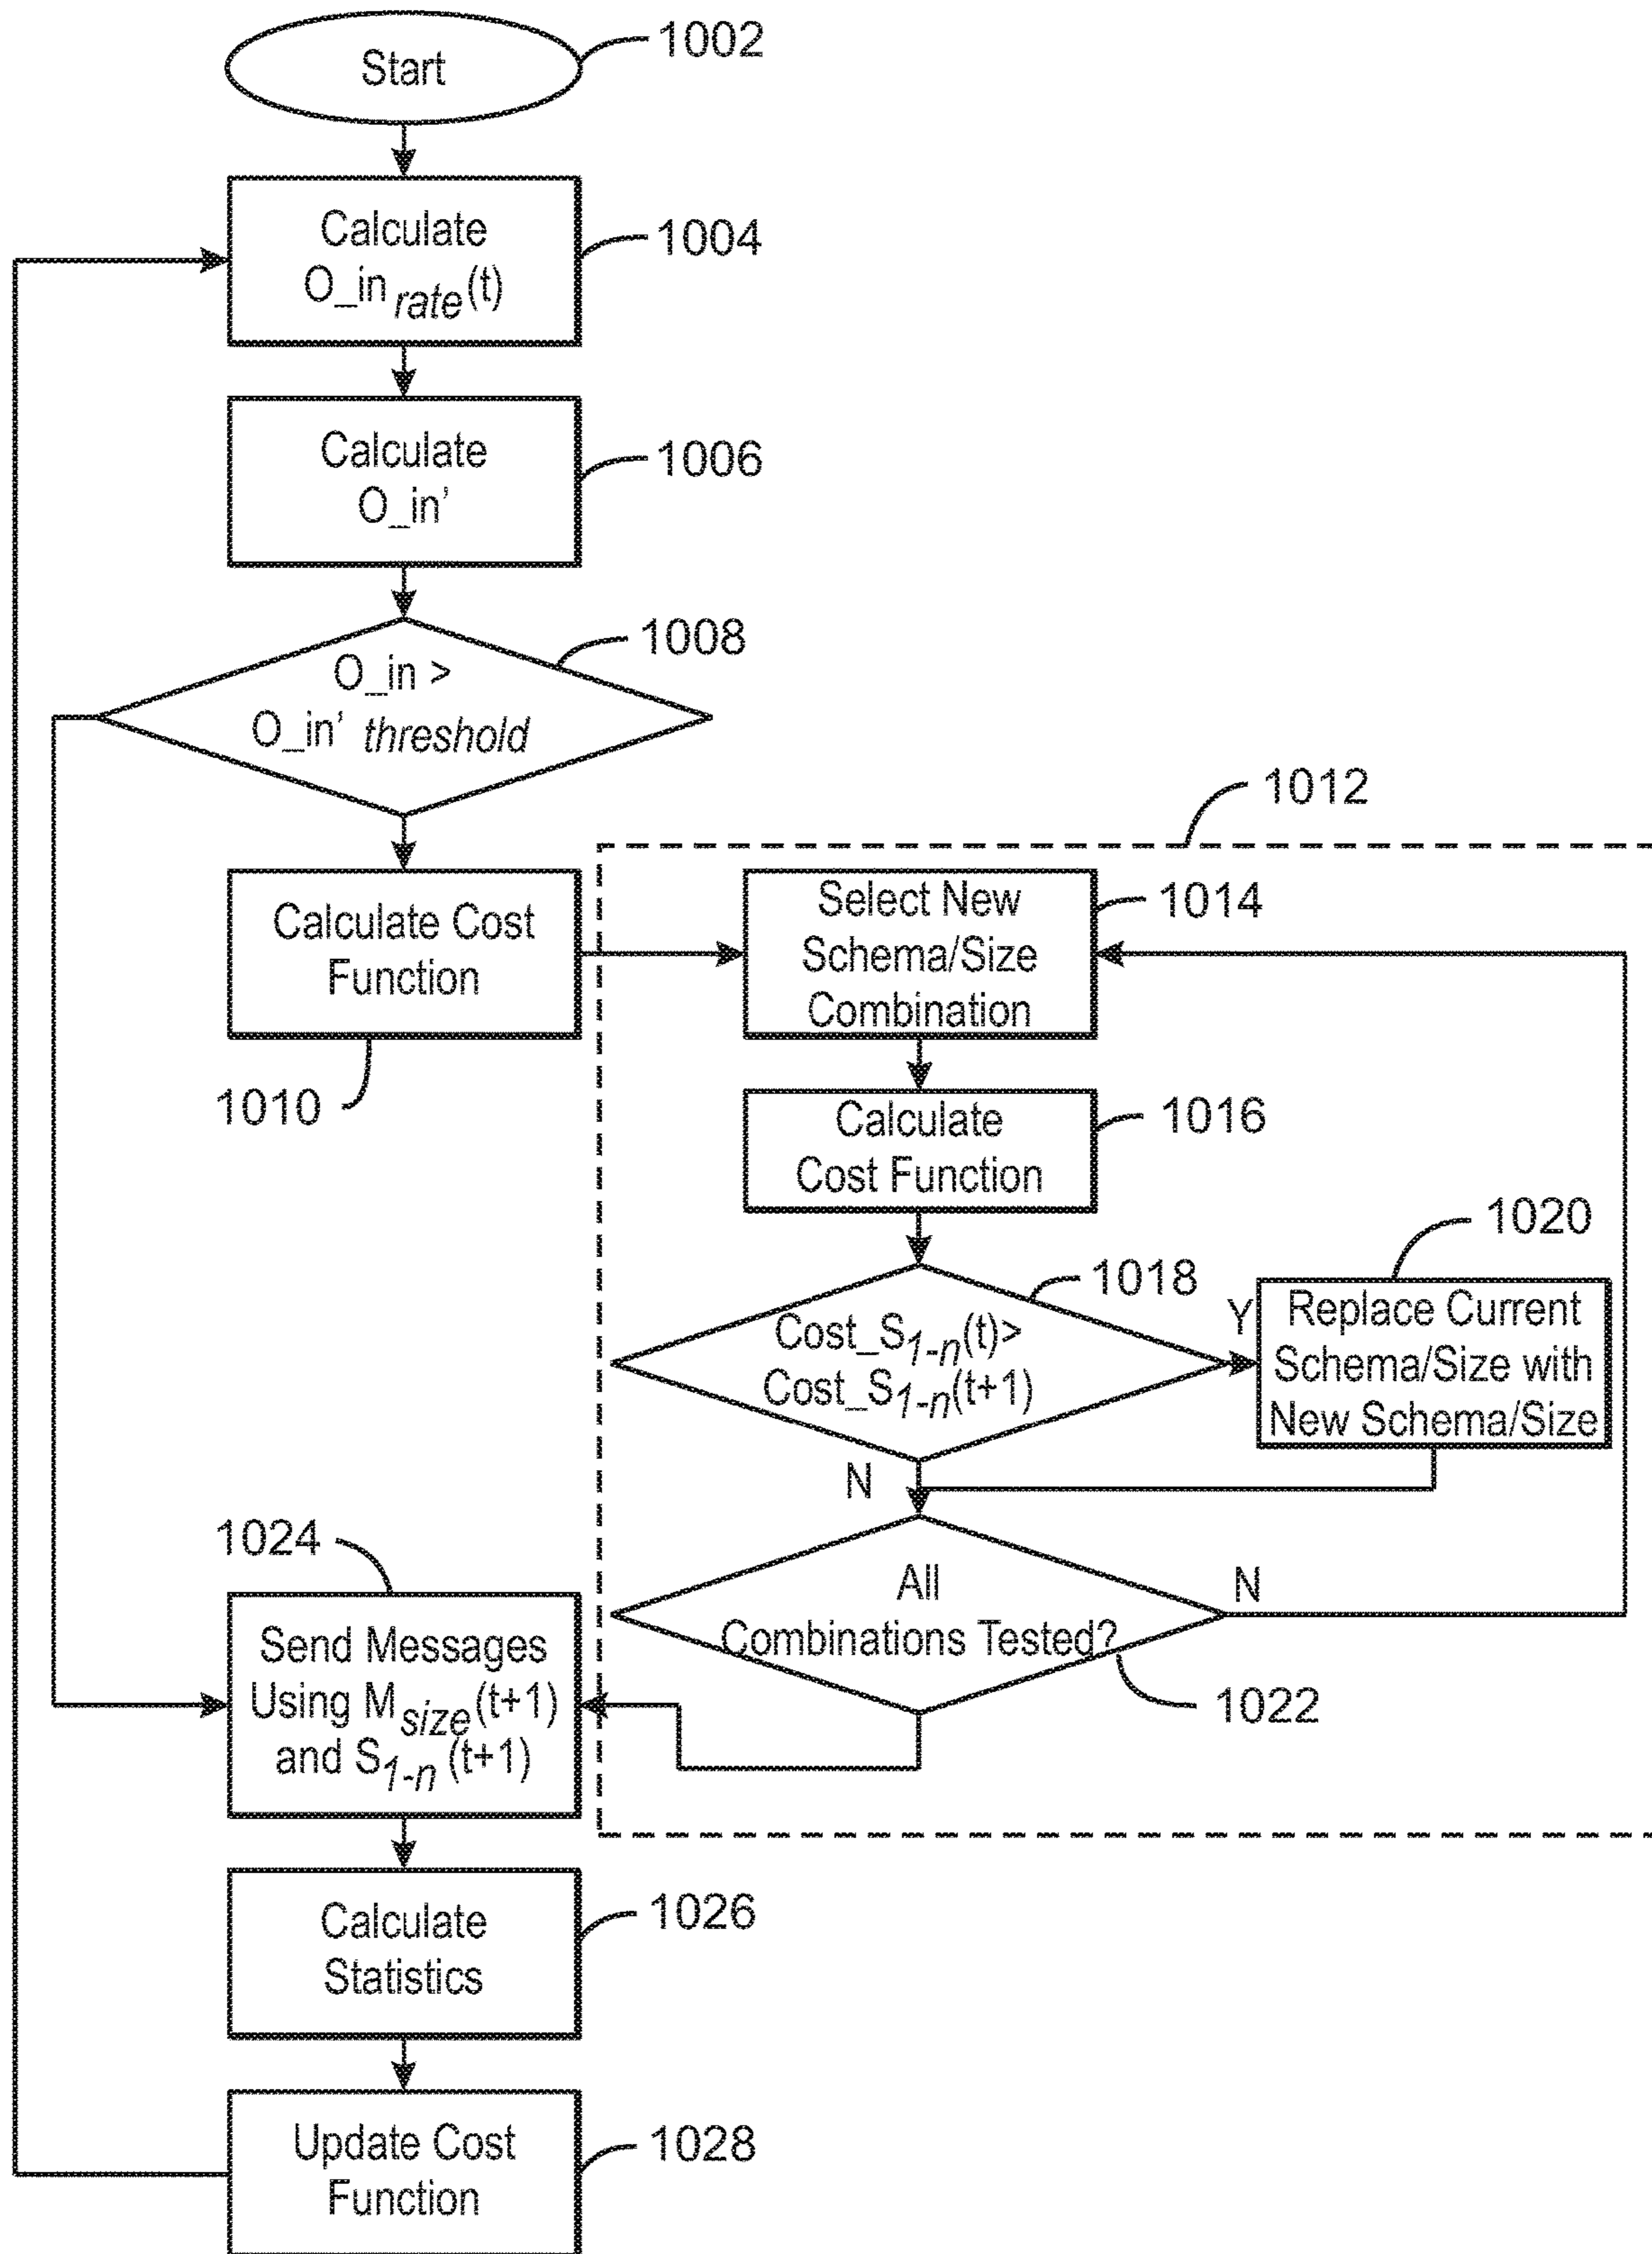 Start
1002
Calculate
O_in rate(t)
1004
Calculate
O_in'
1006
O_in >
O_in' threshold
1008
Calculate Cost
Function
1010
1012
Select New
Schema/Size
Combination
1014
Calculate
Cost Function
1016
Cost_S1-n(t)>
Cost_S1-n(t+1)
1018
Y
N
Replace Current
Schema/Size with
New Schema/Size
1020
All
Combinations Tested?
N
1022
1024
Send Messages
Using Msize(t+1)
and S1-n(t+1)
Calculate
Statistics
1026
Update Cost
Function
1028